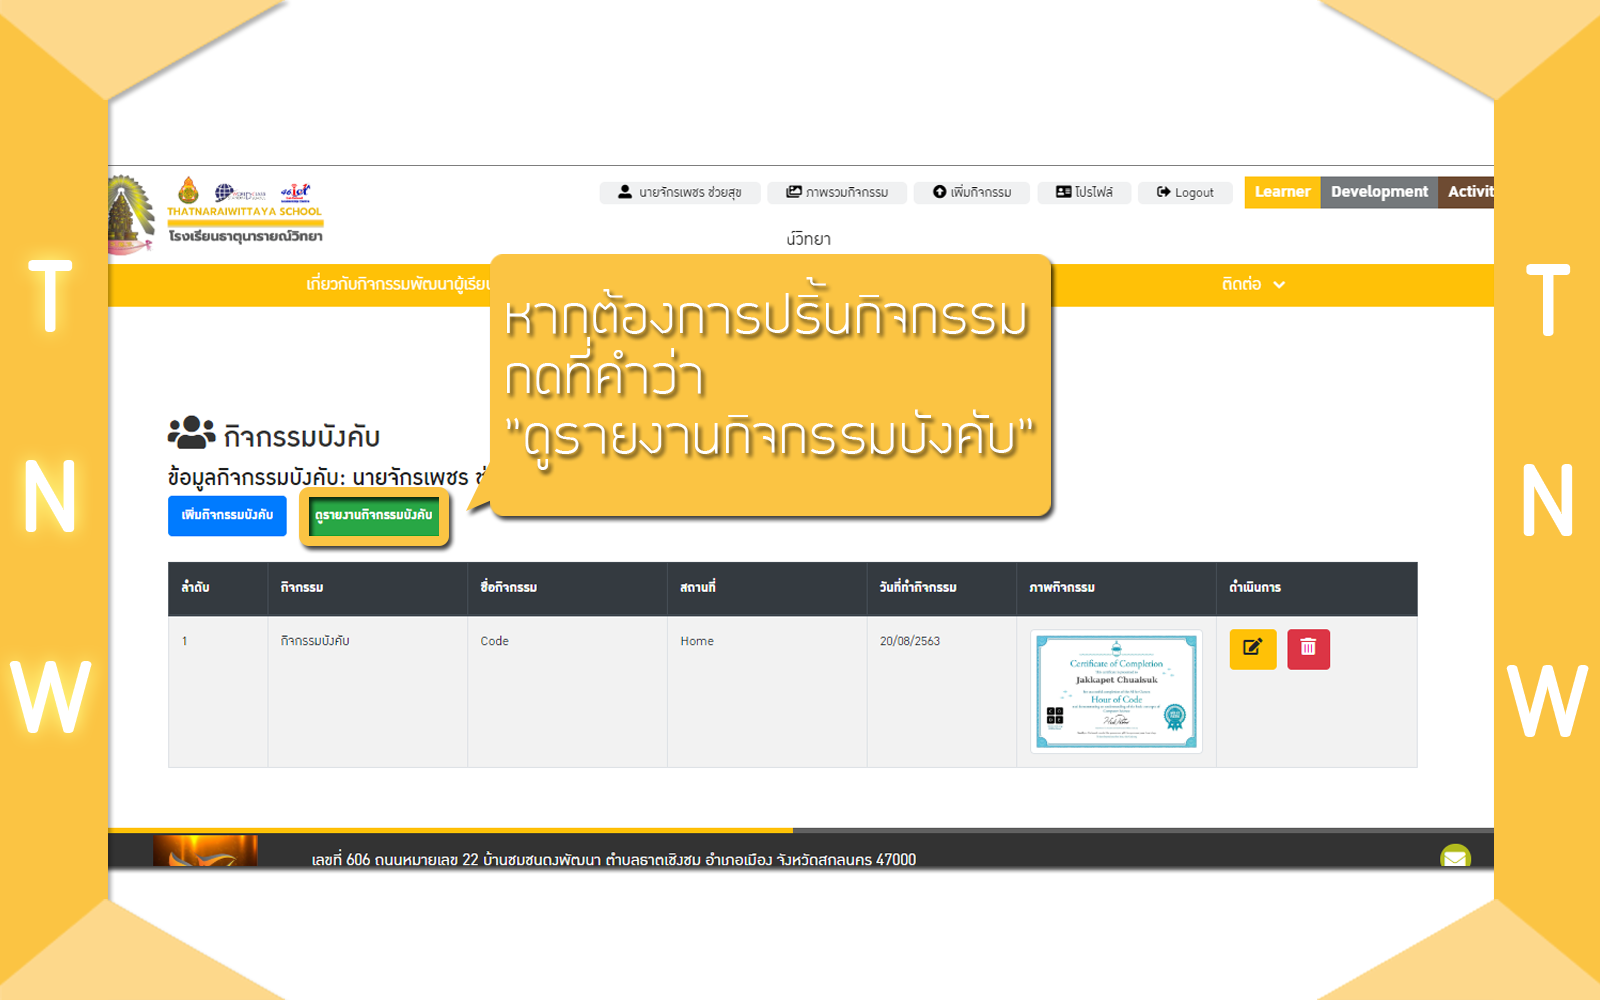 THATNARAIWITTAYA SCHOOL
โรงเรียนธาตุนารายณ์วิทยา
นายจักรเพชร ช่วยสุข
ภาพรวมกิจกรรม
เพิ่มกิจกรรม
โปรไฟล์
Logout
Learner
Development
Activit
น์วิทยา
เกี่ยวกับกิจกรรมพัฒนาผู้เรียน
ติดต่อ
หากต้องการปริ้นกิจกรรม
กดที่คำว่า
"ดูรายงานกิจกรรมบังคับ"
กิจกรรมบังคับ
ข้อมูลกิจกรรมบังคับ: นายจักรเพชร ช่
เพิ่มกิจกรรมบังคับ
ดูรายงานกิจกรรมบังคับ
ลำดับ กิจกรรม ชื่อกิจกรรม สถานที่ วันที่ทำกิจกรรม ภาพกิจกรรม ดำเนินการ
1 กิจกรรมบังคับ Code Home 20/08/2563
Certificate of Completion
Jakkapet Chuaisuk
Hour of Code
เลขที่ 606 ถนนหมายเลข 22 บ้านชุมชนดงพัฒนา ตำบลธาตุเชิงชุม อำเภอเมือง จังหวัดสกลนคร 47000
T
N
W
T
N
W